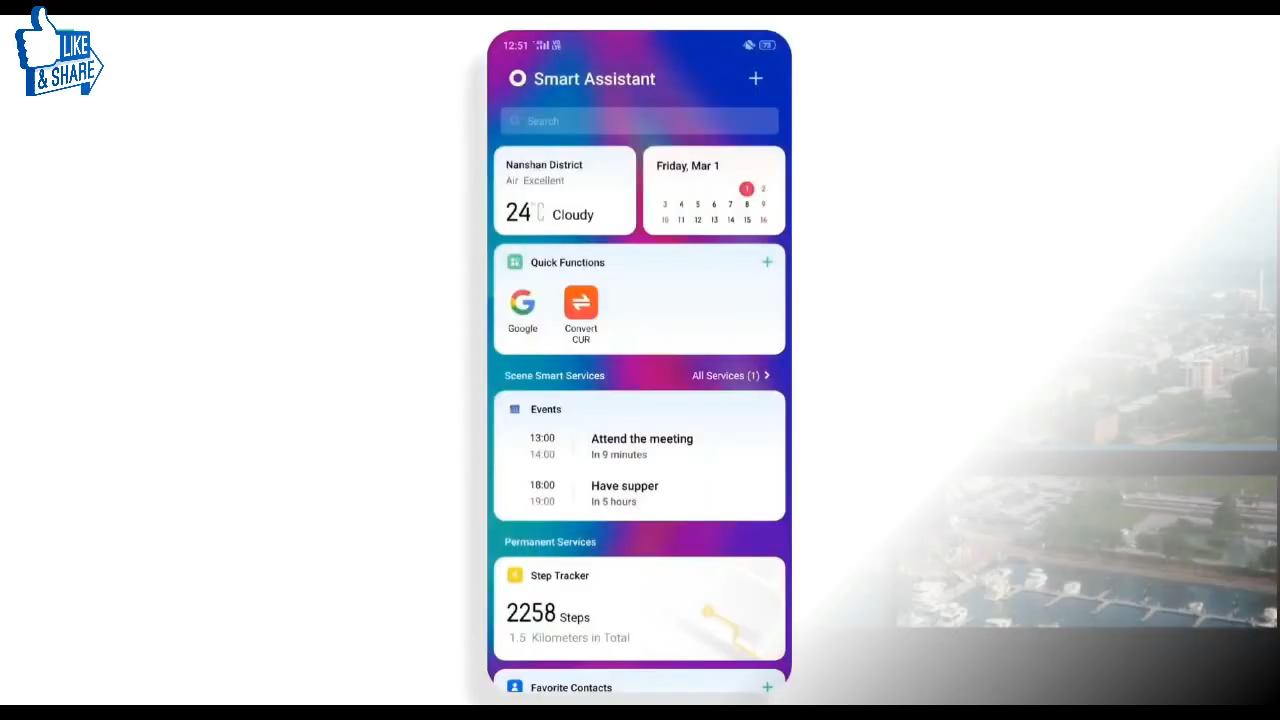 LIKE
& SHARE
12:51
73
Smart Assistant
Search
Nanshan District
Air Excellent
24°C Cloudy
Friday, Mar 1
1 2
3 4 5 6 7 8 9
10 11 12 13 14 15 16
Quick Functions
Google
Convert
CUR
Scene Smart Services
All Services (1)
Events
13:00 Attend the meeting
14:00 In 9 minutes
18:00 Have supper
19:00 In 5 hours
Permanent Services
Step Tracker
2258 Steps
1.5 Kilometers in Total
Favorite Contacts